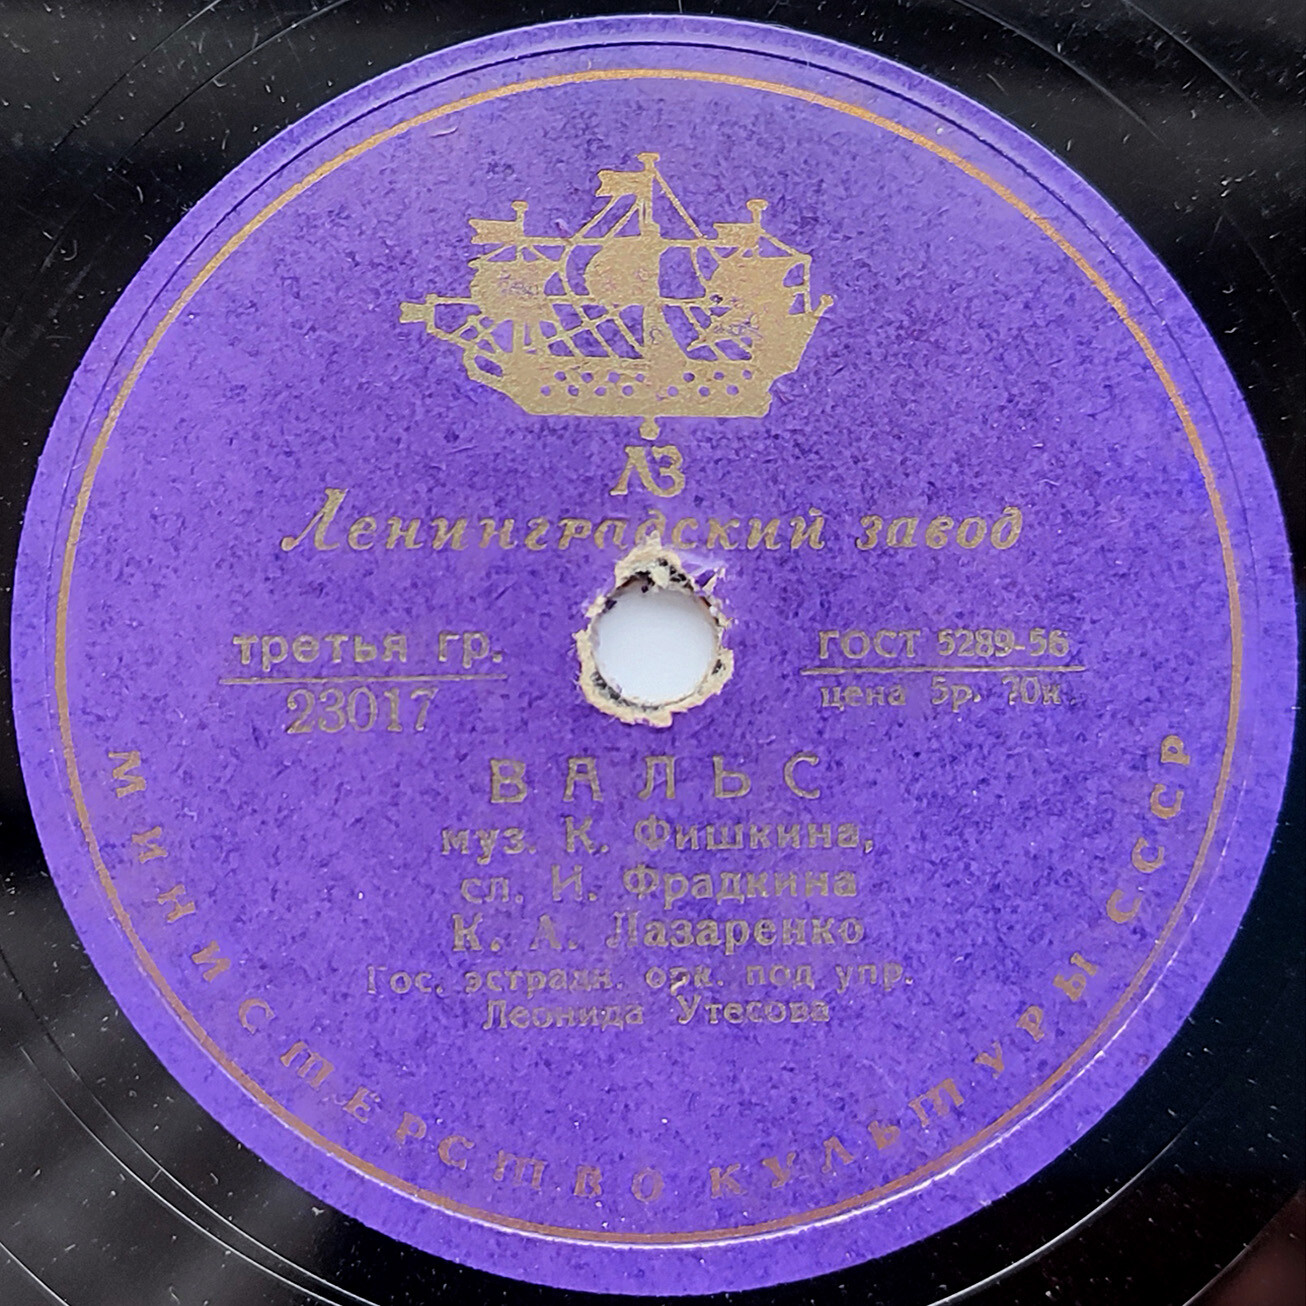 ЛЗ
Ленинградский завод
третья гр.
23017
ГОСТ 5289-56
цена 5р. 70к.
ВАЛЬС
муз. К. Фишкина,
сл. И. Фрадкина
К. А. Лазаренко
Гос. эстрадн. орк. под упр.
Леонида Утесова
МИНИСТЕРСТВО КУЛЬТУРЫ СССР